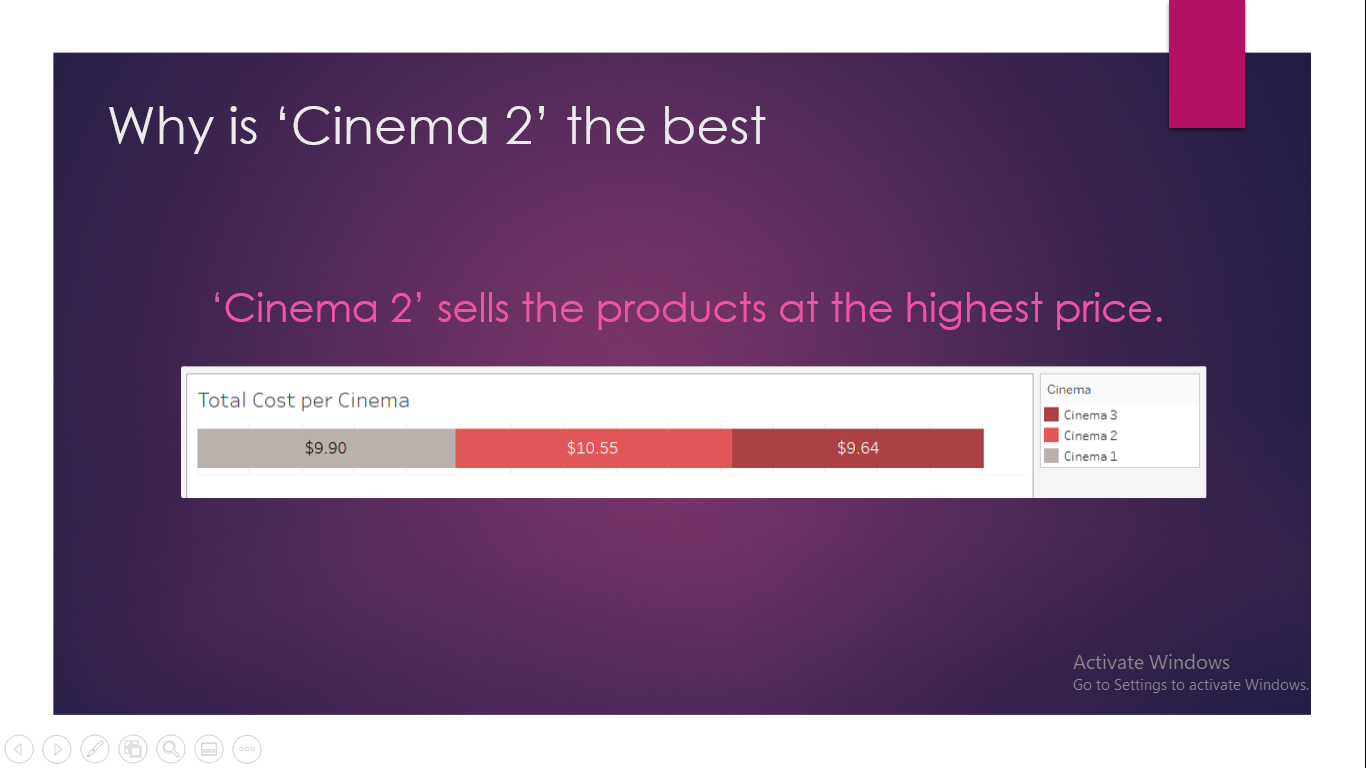 Why is ‘Cinema 2’ the best
‘Cinema 2’ sells the products at the highest price.
Total Cost per Cinema
$9.90 $10.55 $9.64
Cinema
Cinema 3
Cinema 2
Cinema 1
Activate Windows
Go to Settings to activate Windows.